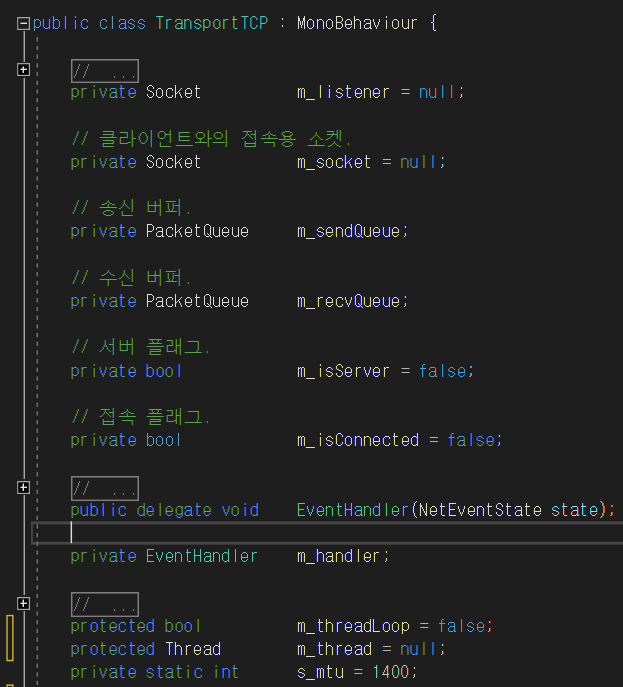 public class TransportTCP : MonoBehaviour {
// ...
private Socket m_listener = null;
// 클라이언트와의 접속용 소켓.
private Socket m_socket = null;
// 송신 버퍼.
private PacketQueue m_sendQueue;
// 수신 버퍼.
private PacketQueue m_recvQueue;
// 서버 플래그.
private bool m_isServer = false;
// 접속 플래그.
private bool m_isConnected = false;
// ...
public delegate void EventHandler(NetEventState state);
private EventHandler m_handler;
// ...
protected bool m_threadLoop = false;
protected Thread m_thread = null;
private static int s_mtu = 1400;